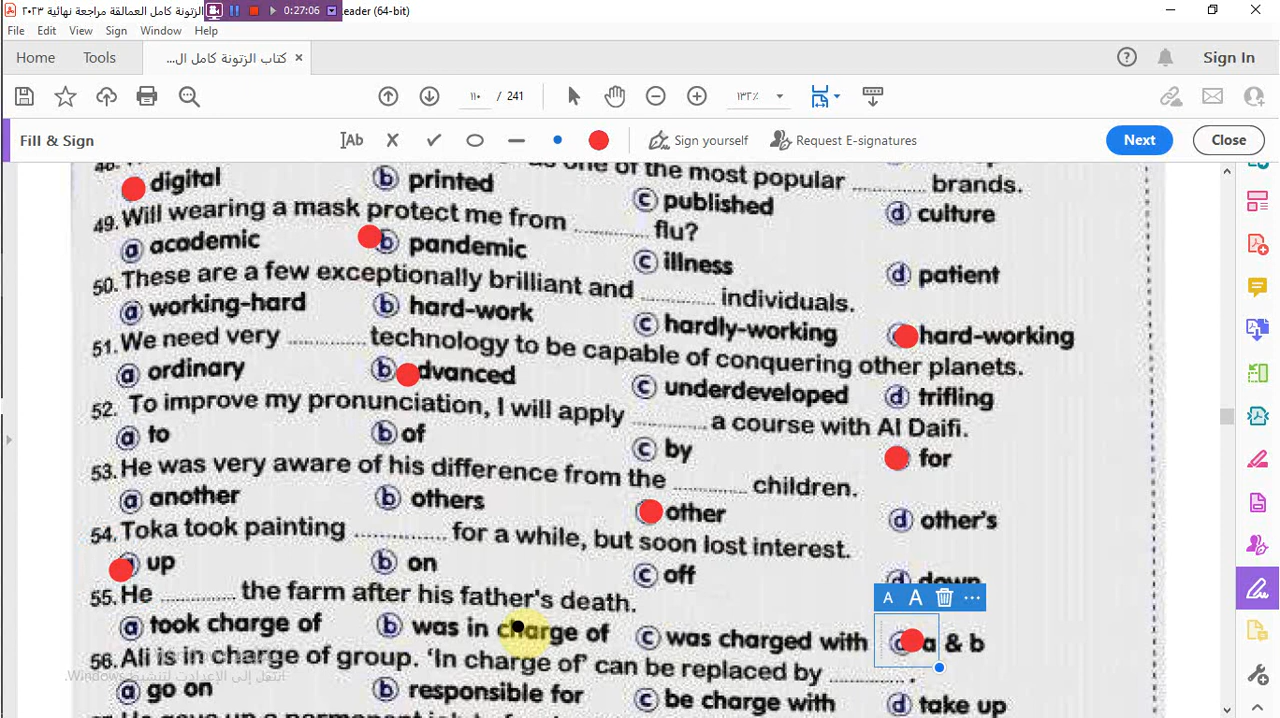 الزتونة كامل العمالقة مراجعة نهائية ٢٠٢٣
0:27:06
eader (64-bit)
File Edit View Sign Window Help
Home Tools
كتاب الزتونة كامل ال...
Sign In
١١٠ / 241
١٣٢٪
Fill & Sign
Ab
Sign yourself
Request E-signatures
Next
Close
as one of the most popular .......... brands.
digital b printed c published d culture
49. Will wearing a mask protect me from .......... flu?
a academic b pandemic c illness d patient
50. These are a few exceptionally brilliant and .......... individuals.
a working-hard b hard-work c hardly-working hard-working
51. We need very .......... technology to be capable of conquering other planets.
a ordinary b dvanced c underdeveloped d trifling
52. To improve my pronunciation, I will apply .......... a course with Al Daifi.
a to b of c by for
53. He was very aware of his difference from the .......... children.
a another b others other d other's
54. Toka took painting .......... for a while, but soon lost interest.
up b on c off d down
55. He .......... the farm after his father's death.
A A
a took charge of b was in charge of c was charged with a & b
56. Ali is in charge of group. 'In charge of' can be replaced by .......... .
انتقل إلى الإعدادات لتنشيط Windows.
a go on b responsible for c be charge with d take up